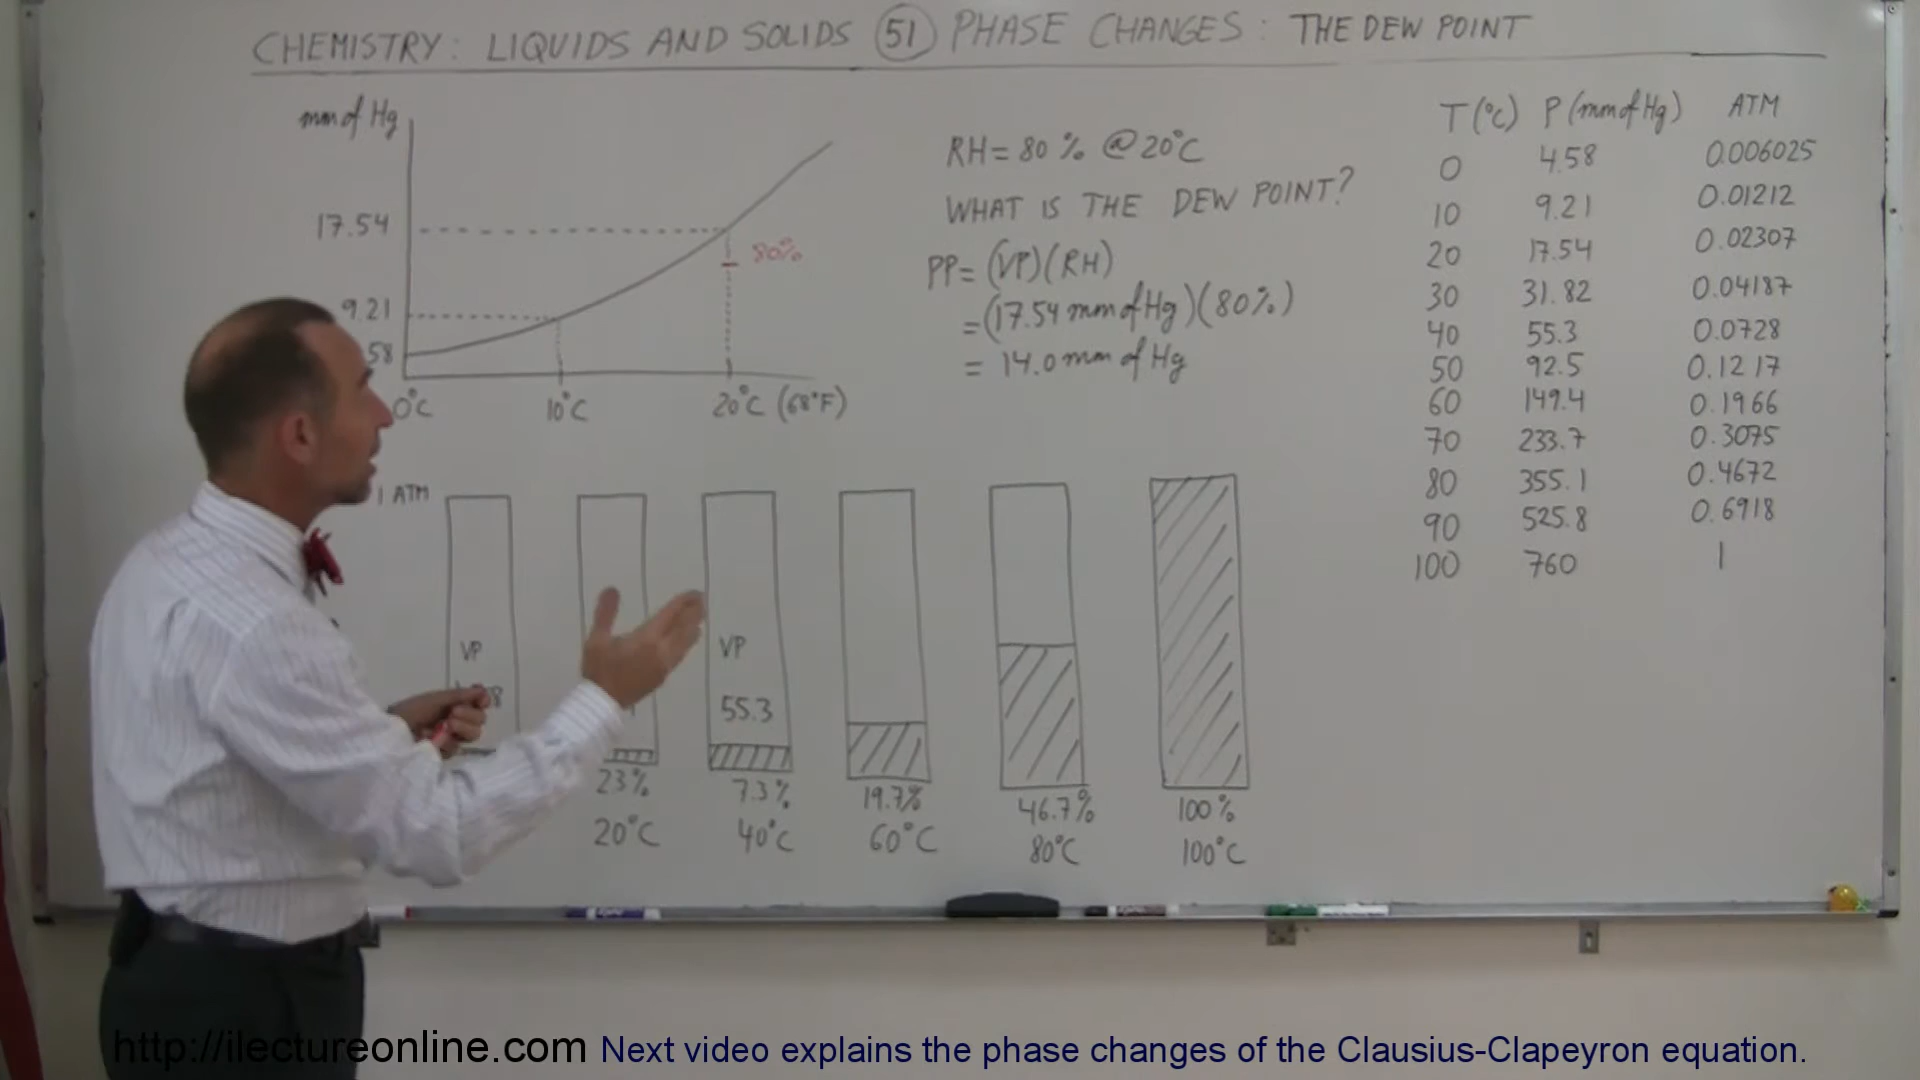 CHEMISTRY: LIQUIDS AND SOLIDS 51 PHASE CHANGES: THE DEW POINT
mm of Hg
17.54
80%
9.21
58
0°C 10°C 20°C (68°F)
RH = 80% @ 20°C
WHAT IS THE DEW POINT?
PP = (VP)(RH)
= (17.54 mm of Hg)(80%)
= 14.0 mm of Hg
T(°C) P(mm of Hg) ATM
0 4.58 0.006025
10 9.21 0.01212
20 17.54 0.02307
30 31.82 0.04187
40 55.3 0.0728
50 92.5 0.1217
60 149.4 0.1966
70 233.7 0.3075
80 355.1 0.4672
90 525.8 0.6918
100 760 1
1 ATM
VP VP
55.3
23% 7.3% 19.7% 46.7% 100%
20°C 40°C 60°C 80°C 100°C
http://ilectureonline.com Next video explains the phase changes of the Clausius-Clapeyron equation.